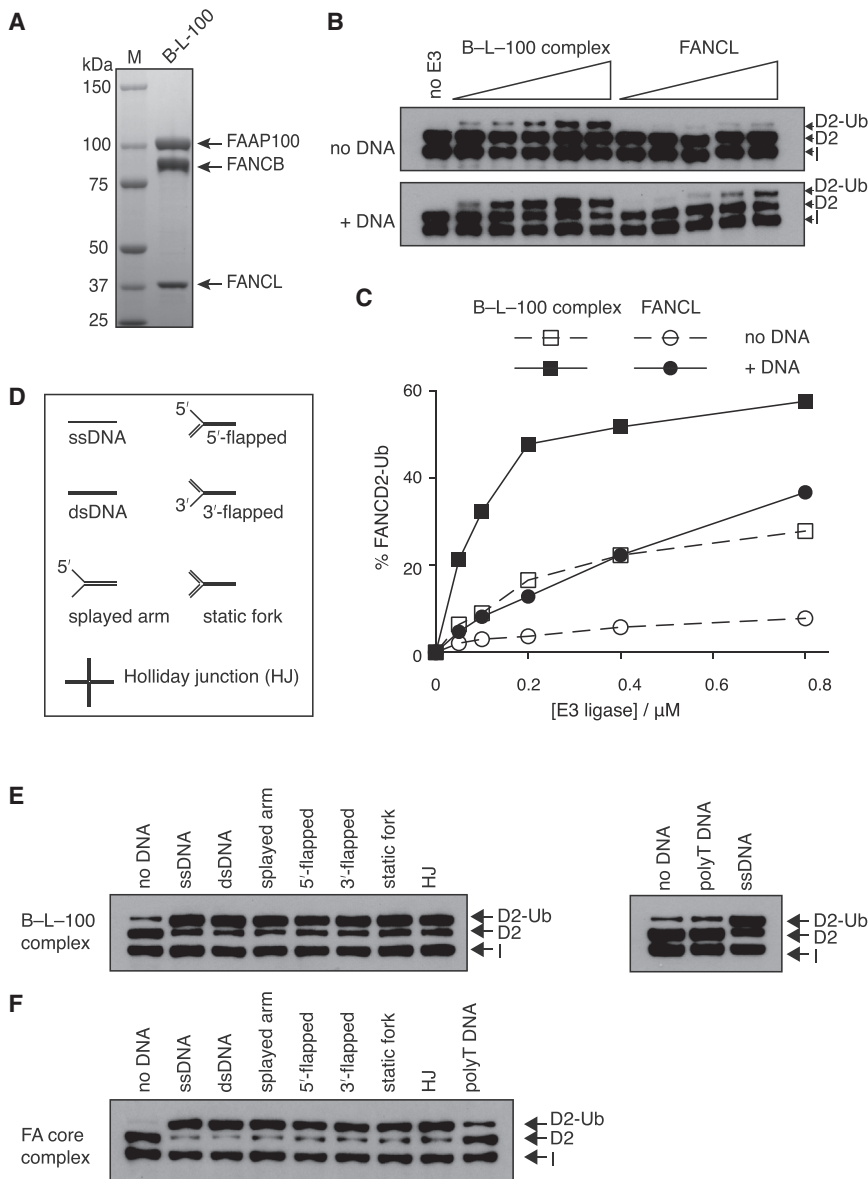 A
B-L-100
kDa M
150
100
75
50
37
25
FAAP100
FANCB
FANCL
B
no E3
B–L–100 complex FANCL
no DNA
D2-Ub
D2
I
+ DNA
D2-Ub
D2
I
C
B–L–100 complex FANCL
no DNA
+ DNA
60
40
20
0
% FANCD2-Ub
0 0.2 0.4 0.6 0.8
[E3 ligase] / μM
D
ssDNA
5′
5′-flapped
dsDNA
3′
3′-flapped
5′
splayed arm
static fork
Holliday junction (HJ)
E
no DNA
ssDNA
dsDNA
splayed arm
5′-flapped
3′-flapped
static fork
HJ
B–L–100
complex
D2-Ub
D2
I
no DNA
polyT DNA
ssDNA
D2-Ub
D2
I
F
no DNA
ssDNA
dsDNA
splayed arm
5′-flapped
3′-flapped
static fork
HJ
polyT DNA
FA core
complex
D2-Ub
D2
I